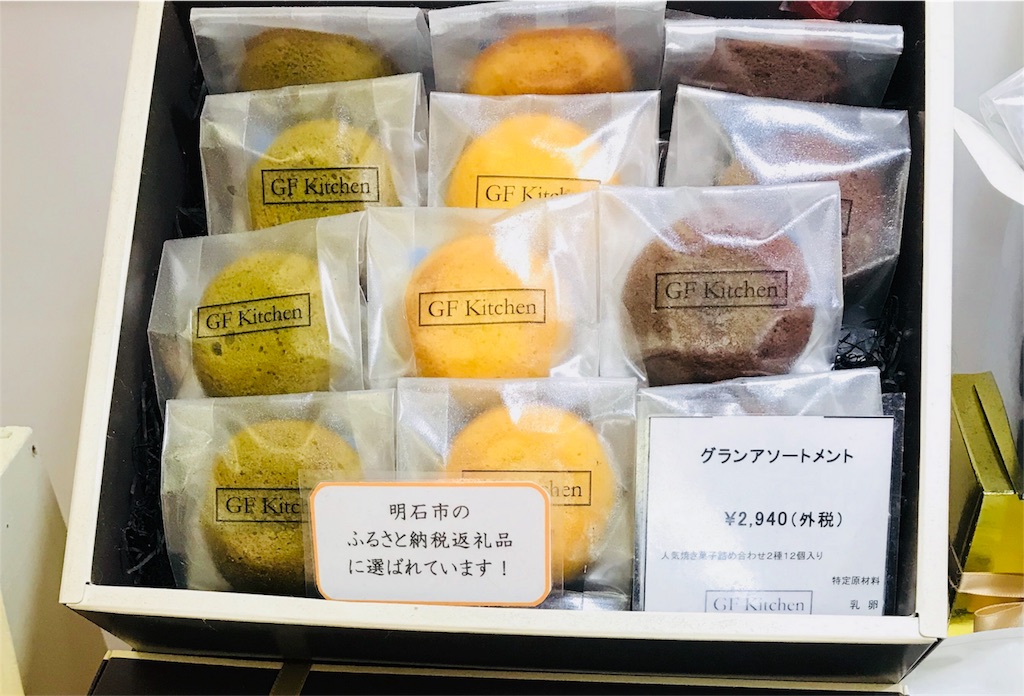 GF Kitchen
GF Kitc
GF Kitchen
GF Kitchen
GF Kitchen
GF Kitc
hen
明石市の
ふるさと納税返礼品
に選ばれています！
グランアソートメント
¥2,940(外税)
人気焼き菓子詰め合わせ2種12個入り
特定原材料
乳 卵
GF Kitchen